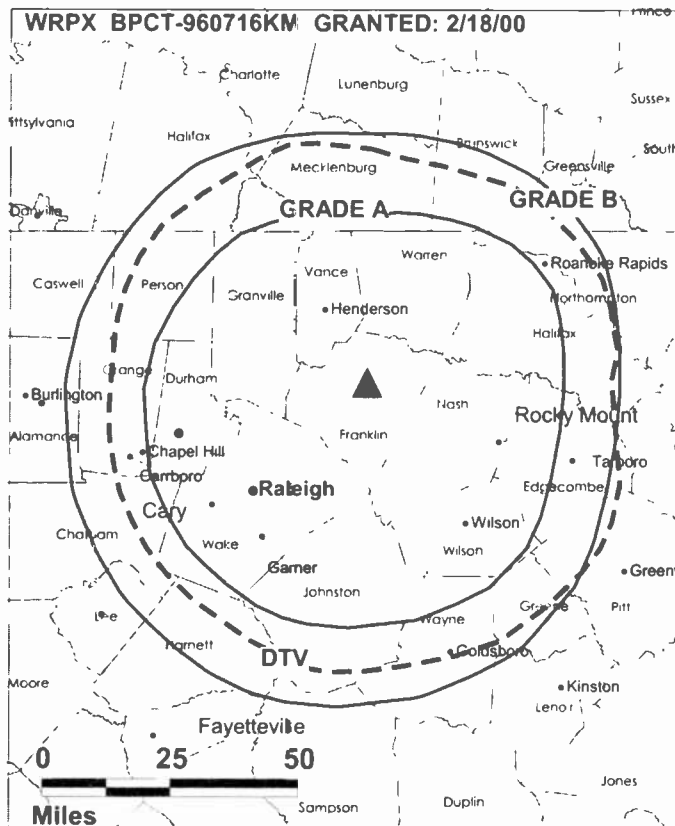 WRPX BPCT-960716KM GRANTED: 2/18/00
Charlotte
Lunenburg
Sussex
Halifax
Brunswick
Greensville
Mecklenburg
GRADE B
GRADE A
Danville
Warren
Roanoke Rapids
Caswell
Person
Vance
Granville
Northampton
Henderson
Halifax
Durham
Burlington
Nash
Rocky Mount
Alamance
Franklin
Chapel Hill
Tarboro
Carrboro
Raleigh
Edgecombe
Cary
Wilson
Chatham
Wake
Wilson
Garner
Greenv
Johnston
Greene
Pitt
Lee
Wayne
Harnett
Goldsboro
DTV
Moore
Kinston
Lenoir
Fayetteville
0 25 50
Jones
Miles
Sampson
Duplin